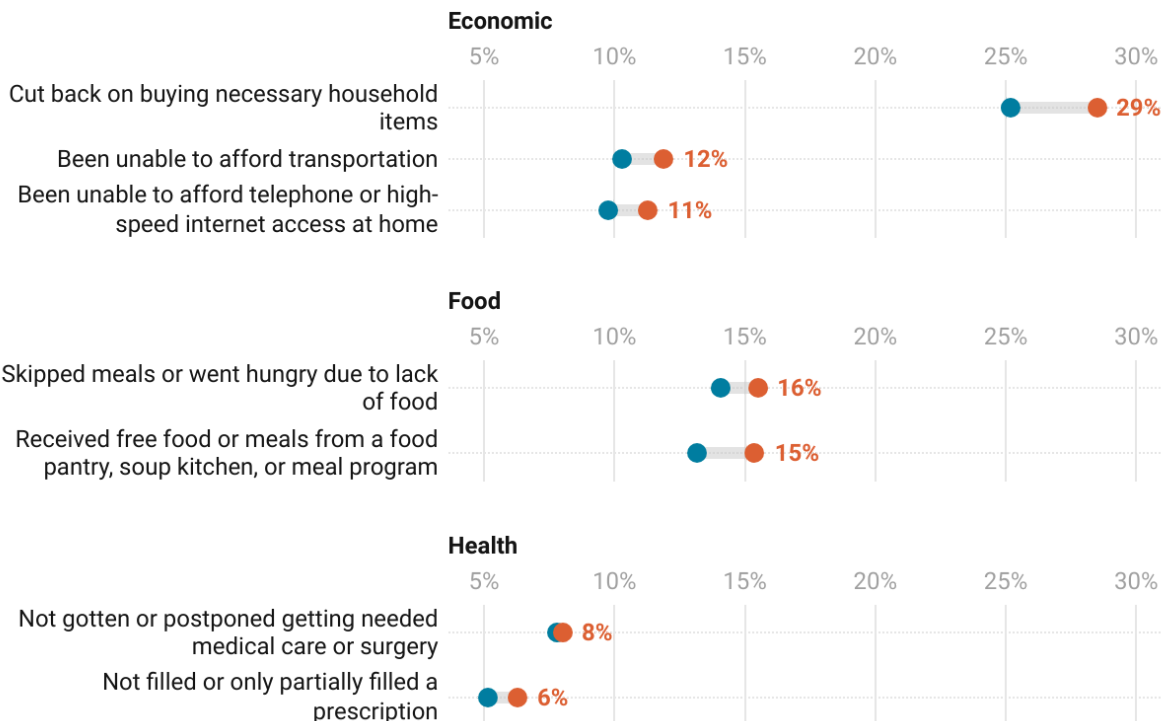 Economic
5% 10% 15% 20% 25% 30%
Cut back on buying necessary household
items
29%
Been unable to afford transportation
12%
Been unable to afford telephone or high-
speed internet access at home
11%
Food
5% 10% 15% 20% 25% 30%
Skipped meals or went hungry due to lack
of food
16%
Received free food or meals from a food
pantry, soup kitchen, or meal program
15%
Health
5% 10% 15% 20% 25% 30%
Not gotten or postponed getting needed
medical care or surgery
8%
Not filled or only partially filled a
prescription
6%